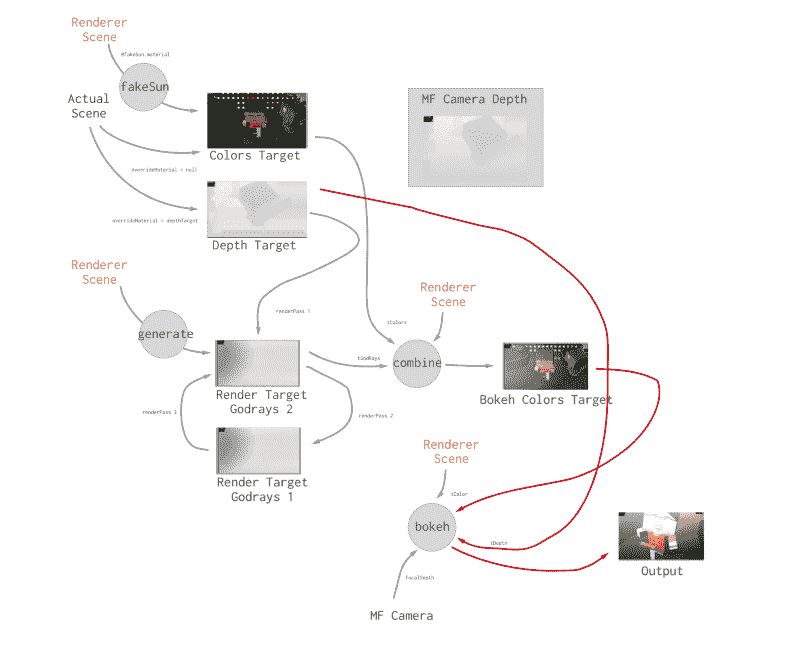 Renderer
Scene
@fakeSun.material
fakeSun
Actual
Scene
MF Camera Depth
Colors Target
overrideMaterial = null
overrideMaterial = depthTarget
Depth Target
Renderer
Scene
renderPass 1
Renderer
Scene
generate
tColors
tGodRays
combine
Render Target
Godrays 2
Bokeh Colors Target
renderPass 3
renderPass 2
Render Target
Godrays 1
Renderer
Scene
tColor
bokeh
tDepth
Output
focalDepth
MF Camera